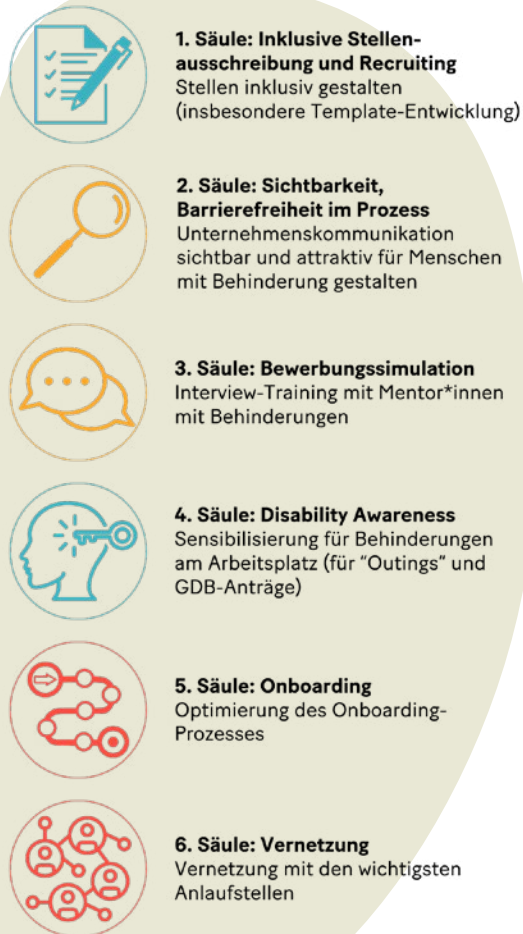 1. Säule: Inklusive Stellen-
ausschreibung und Recruiting
Stellen inklusiv gestalten
(insbesondere Template-Entwicklung)
2. Säule: Sichtbarkeit,
Barrierefreiheit im Prozess
Unternehmenskommunikation
sichtbar und attraktiv für Menschen
mit Behinderung gestalten
3. Säule: Bewerbungssimulation
Interview-Training mit Mentor*innen
mit Behinderungen
4. Säule: Disability Awareness
Sensibilisierung für Behinderungen
am Arbeitsplatz (für "Outings" und
GDB-Anträge)
5. Säule: Onboarding
Optimierung des Onboarding-
Prozesses
6. Säule: Vernetzung
Vernetzung mit den wichtigsten
Anlaufstellen